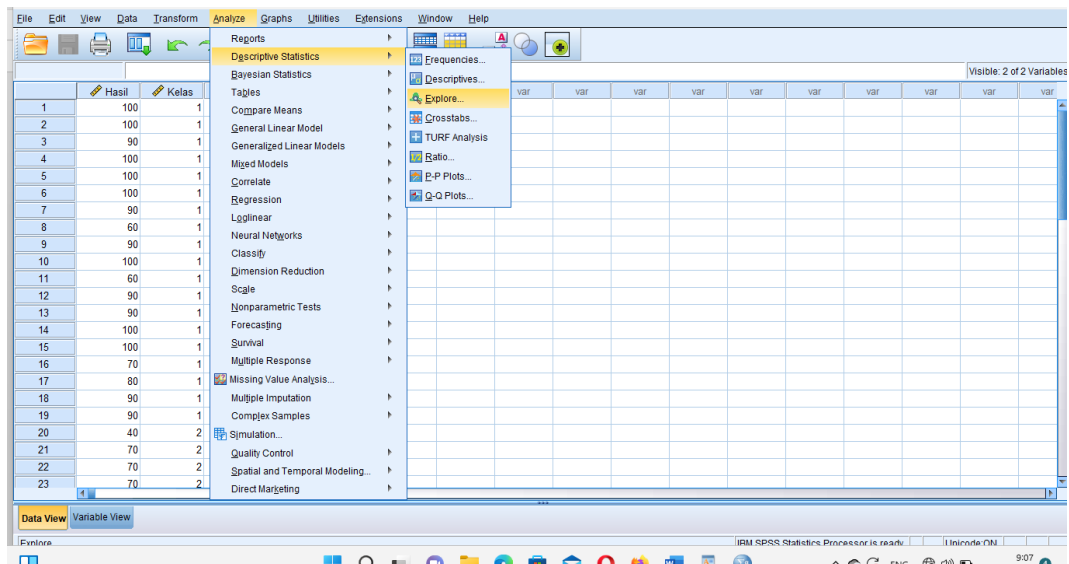 File Edit View Data Transform Analyze Graphs Utilities Extensions Window Help
Visible: 2 of 2 Variables
Reports
Descriptive Statistics
Bayesian Statistics
Tables
Compare Means
General Linear Model
Generalized Linear Models
Mixed Models
Correlate
Regression
Loglinear
Neural Networks
Classify
Dimension Reduction
Scale
Nonparametric Tests
Forecasting
Survival
Multiple Response
Missing Value Analysis...
Multiple Imputation
Complex Samples
Simulation...
Quality Control
Spatial and Temporal Modeling...
Direct Marketing
Frequencies...
Descriptives...
Explore...
Crosstabs...
TURF Analysis
Ratio...
P-P Plots...
Q-Q Plots...
Hasil Kelas var var var var var var var var var
1 100 1
2 100 1
3 90 1
4 100 1
5 100 1
6 100 1
7 90 1
8 60 1
9 90 1
10 100 1
11 60 1
12 90 1
13 90 1
14 100 1
15 100 1
16 70 1
17 80 1
18 90 1
19 90 1
20 40 2
21 70 2
22 70 2
23 70 2
Data View Variable View
Explore
IBM SPSS Statistics Processor is ready Unicode:ON
ENG 9:07